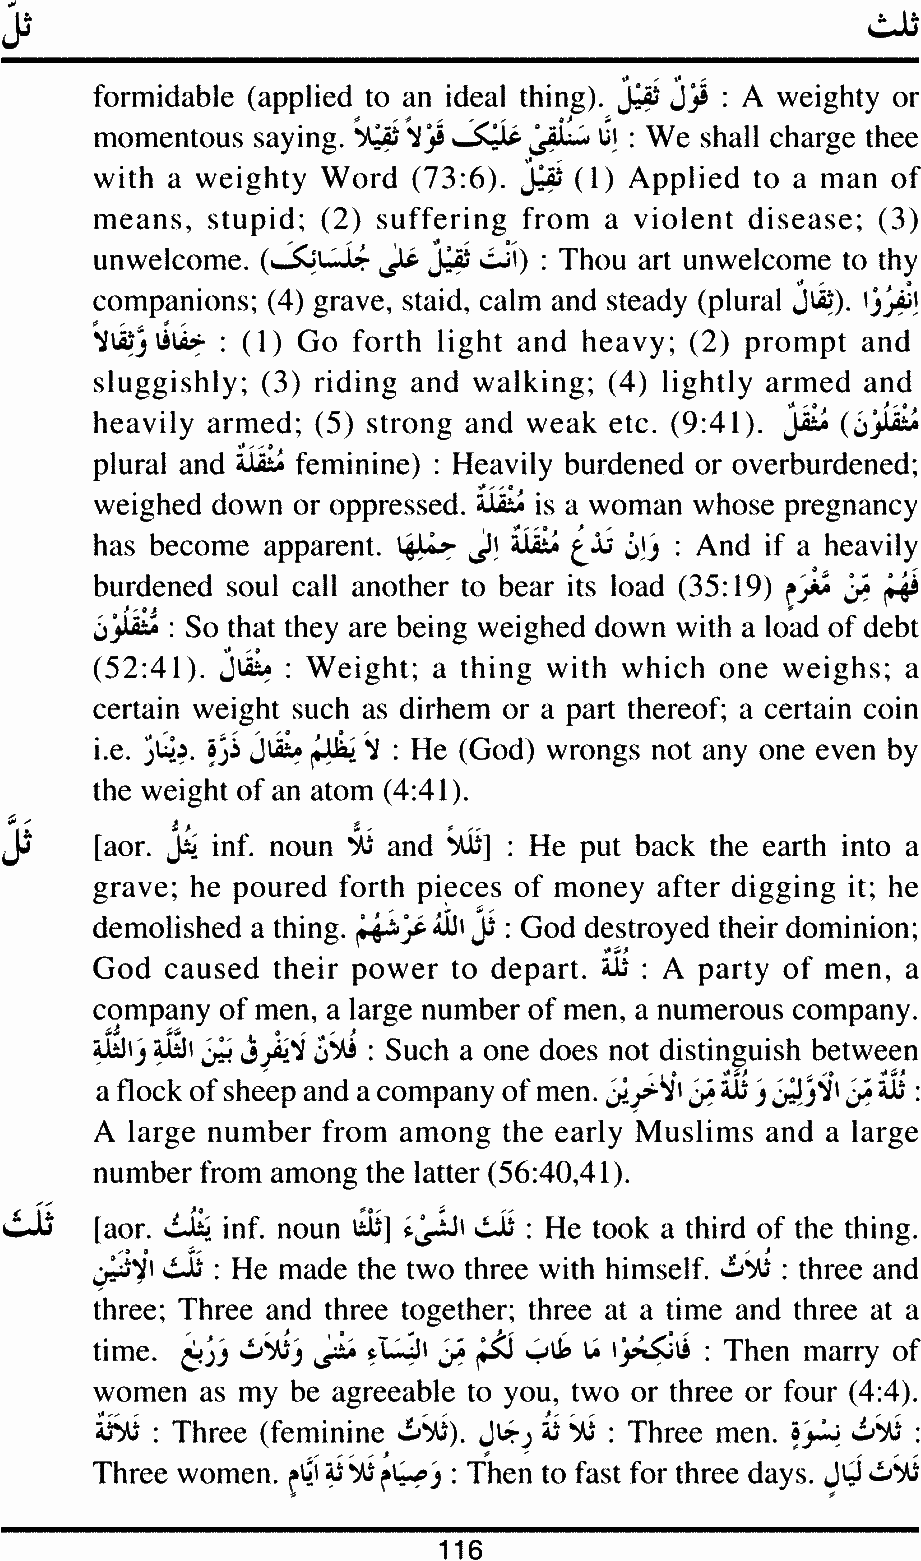 ثلّ ثلث
formidable (applied to an ideal thing). قَوْلٌ ثَقِيْلٌ : A weighty or
momentous saying. اِنَّا سَنُلْقِیْ عَلَيْکَ قَوْلاً ثَقِيْلاً : We shall charge thee
with a weighty Word (73:6). ثَقِيْلٌ (1) Applied to a man of
means, stupid; (2) suffering from a violent disease; (3)
unwelcome. (اَنْتَ ثَقِيْلٌ عَلٰی جُلَسَائِکَ) : Thou art unwelcome to thy
companions; (4) grave, staid, calm and steady (plural ثِقَالٌ). اِنْفِرُوْا
خِفَافًا وَّثِقَالاً : (1) Go forth light and heavy; (2) prompt and
sluggishly; (3) riding and walking; (4) lightly armed and
heavily armed; (5) strong and weak etc. (9:41). مُثْقَلٌ (مُثْقَلُوْنَ
plural and مُثْقَلَةٌ feminine) : Heavily burdened or overburdened;
weighed down or oppressed. مُثْقَلَةٌ is a woman whose pregnancy
has become apparent. وَاِنْ تَدْعُ مُثْقَلَةٌ اِلٰی حِمْلِهَا : And if a heavily
burdened soul call another to bear its load (35:19) فَهُمْ مِّنْ مَّغْرَمٍ
مُّثْقَلُوْنَ : So that they are being weighed down with a load of debt
(52:41). مِثْقَالٌ : Weight; a thing with which one weighs; a
certain weight such as dirhem or a part thereof; a certain coin
i.e. دِيْنَارٌ. لاَ يَظْلِمُ مِثْقَالَ ذَرَّةٍ : He (God) wrongs not any one even by
the weight of an atom (4:41).
ثَلَّ [aor. يَثُلُّ inf. noun ثَلاًّ and ثَلَلاً] : He put back the earth into a
grave; he poured forth pieces of money after digging it; he
demolished a thing. ثَلَّ اللّٰهُ عَرْشَهُمْ : God destroyed their dominion;
God caused their power to depart. ثُلَّةٌ : A party of men, a
company of men, a large number of men, a numerous company.
فُلاَنٌ لاَيَفْرِقُ بَيْنَ الثَّلَّةِ وَالثُّلَّةِ : Such a one does not distinguish between
a flock of sheep and a company of men. ثُلَّةٌ مِّنَ الْاَوَّلِيْنَ وَ ثُلَّةٌ مِّنَ الْاٰخَرِيْنَ :
A large number from among the early Muslims and a large
number from among the latter (56:40,41).
ثَلَثَ [aor. يَثْلُثُ inf. noun ثَلْثًا] ثَلَثَ الشَّیْءَ : He took a third of the thing.
ثَلَّثَ الْاِثْنَيْنِ : He made the two three with himself. ثُلاَثٌ : three and
three; Three and three together; three at a time and three at a
time. فَانْكِحُوْا مَا طَابَ لَكُمْ مِّنَ النِّسَآءِ مَثْنٰی وَثُلاَثَ وَرُبٰعَ : Then marry of
women as my be agreeable to you, two or three or four (4:4).
ثَلاَثَةٌ : Three (feminine ثَلاَثٌ). ثَلاَ ثَةُ رِجَالٍ : Three men. ثَلاَثُ نِسْوَةٍ :
Three women. وَصِيَامُ ثَلاَ ثَةِ اَيَّامٍ : Then to fast for three days. ثَلاَثَ لَيَالٍ
116